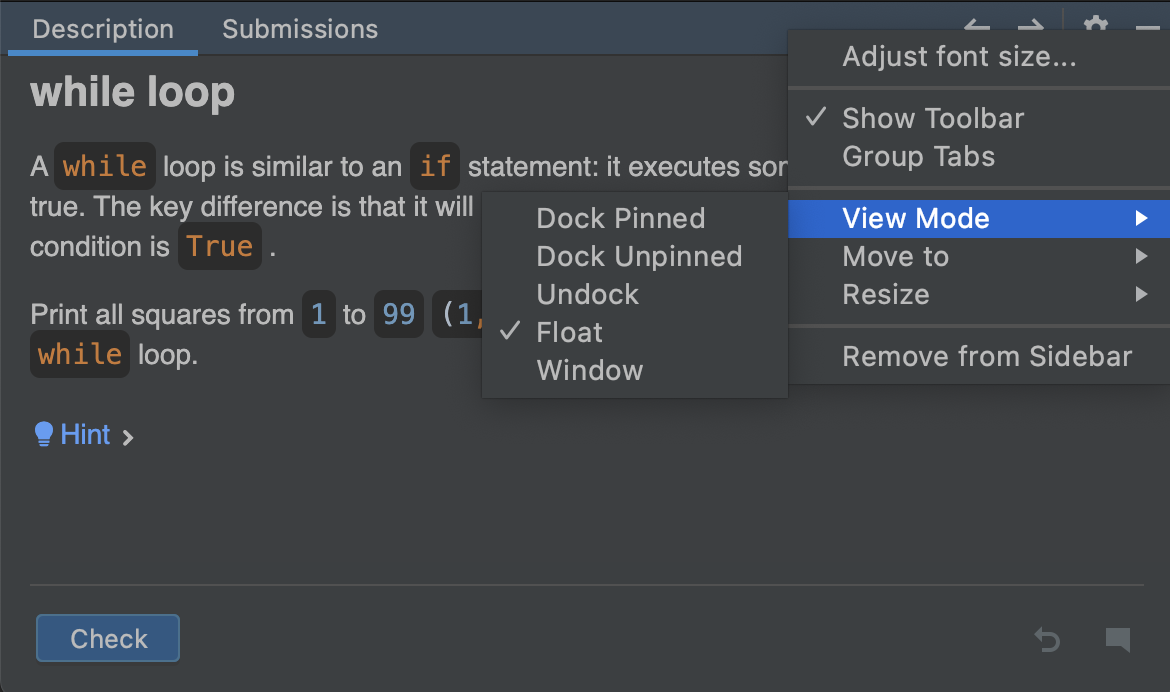 Description Submissions
while loop
A while loop is similar to an if statement: it executes
true. The key difference is that it will
condition is True .
Print all squares from 1 to 99 (1,
while loop.
Hint
Check
Adjust font size...
Show Toolbar
Group Tabs
View Mode
Move to
Resize
Remove from Sidebar
Dock Pinned
Dock Unpinned
Undock
Float
Window